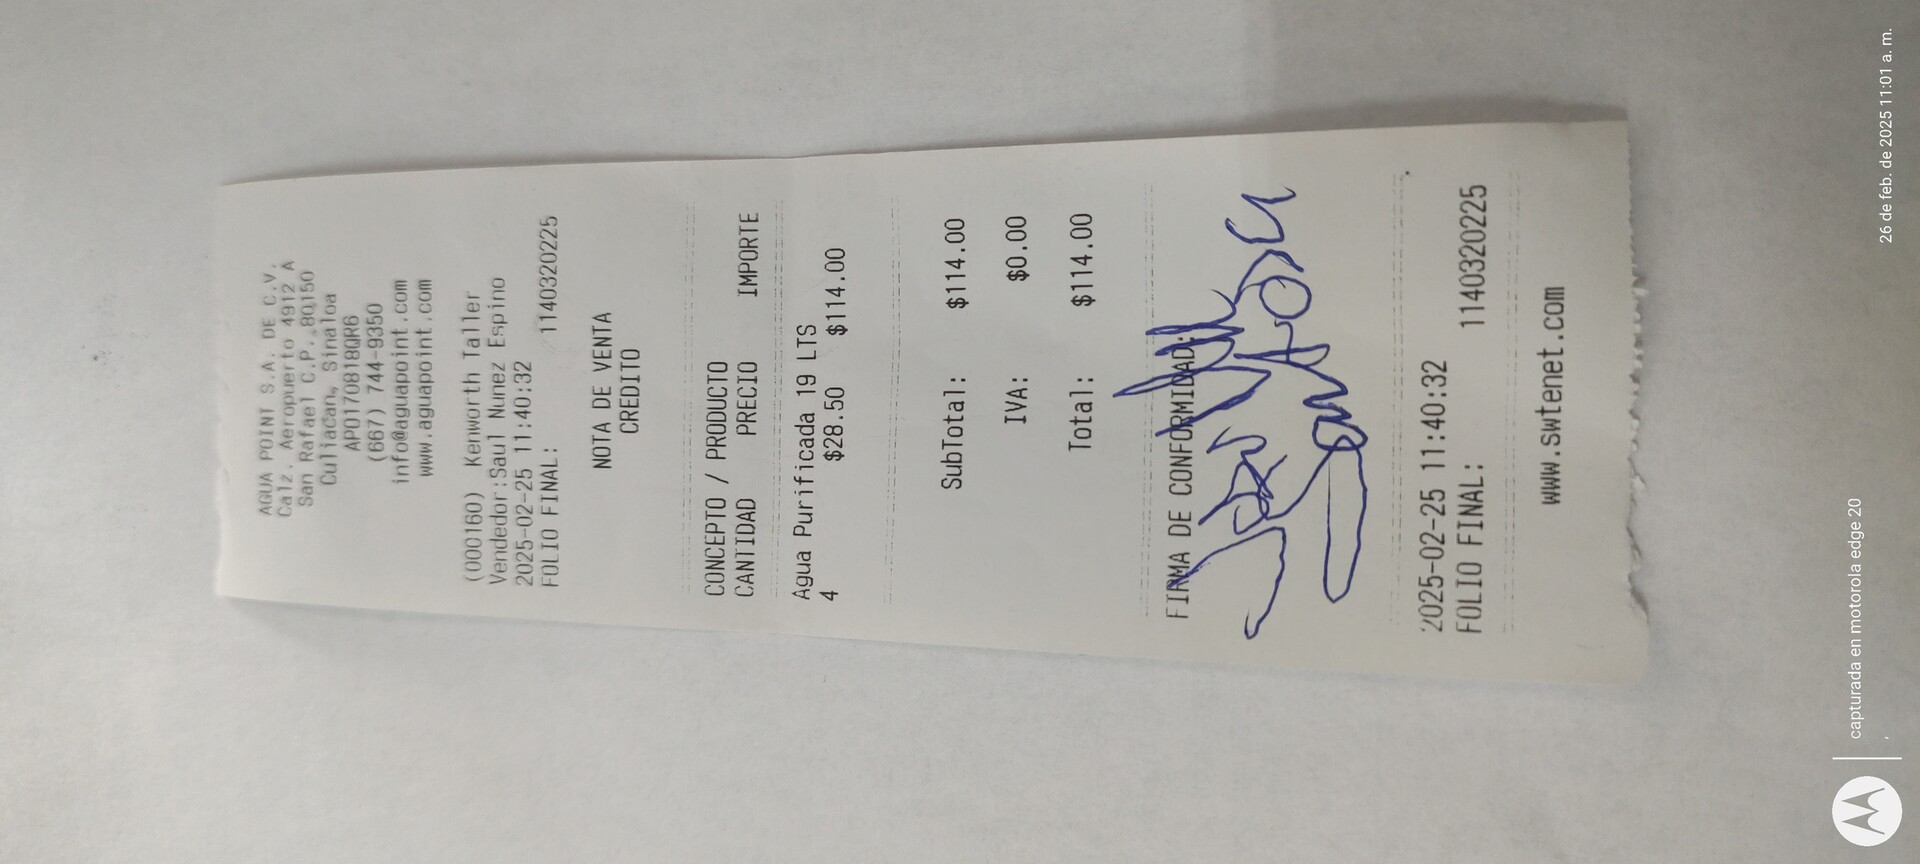 AGUA POINT S.A. DE C.V.
Calz. Aeropuerto 4912 A
San Rafael C.P. 80150
Culiacan, Sinaloa
APO170818QR6
(667) 744-9350
info@aguapoint.com
www.aguapoint.com
(000160) Kenworth Taller
Vendedor:Saul Nunez Espino
2025-02-25 11:40:32
FOLIO FINAL: 1140320225
NOTA DE VENTA
CREDITO
CONCEPTO / PRODUCTO
CANTIDAD PRECIO IMPORTE
Agua Purificada 19 LTS
4 $28.50 $114.00
SubTotal: $114.00
IVA: $0.00
Total: $114.00
FIRMA DE CONFORMIDAD:
2025-02-25 11:40:32
FOLIO FINAL: 1140320225
www.swtenet.com
capturada en motorola edge 20
26 de feb. de 2025 11:01 a. m.